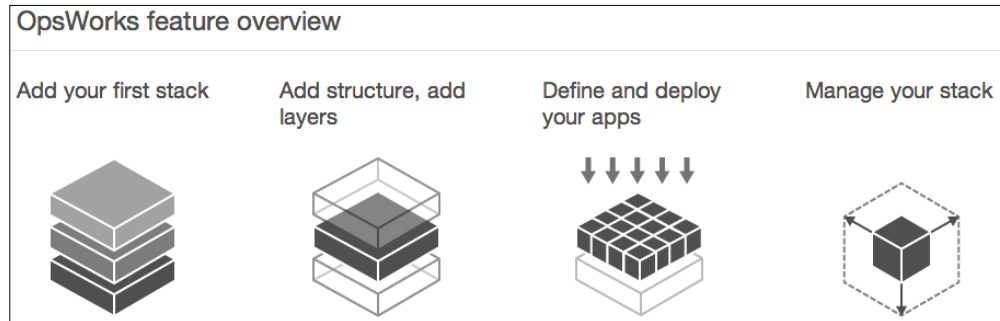 OpsWorks feature overview
Add your first stack
Add structure, add
layers
Define and deploy
your apps
Manage your stack